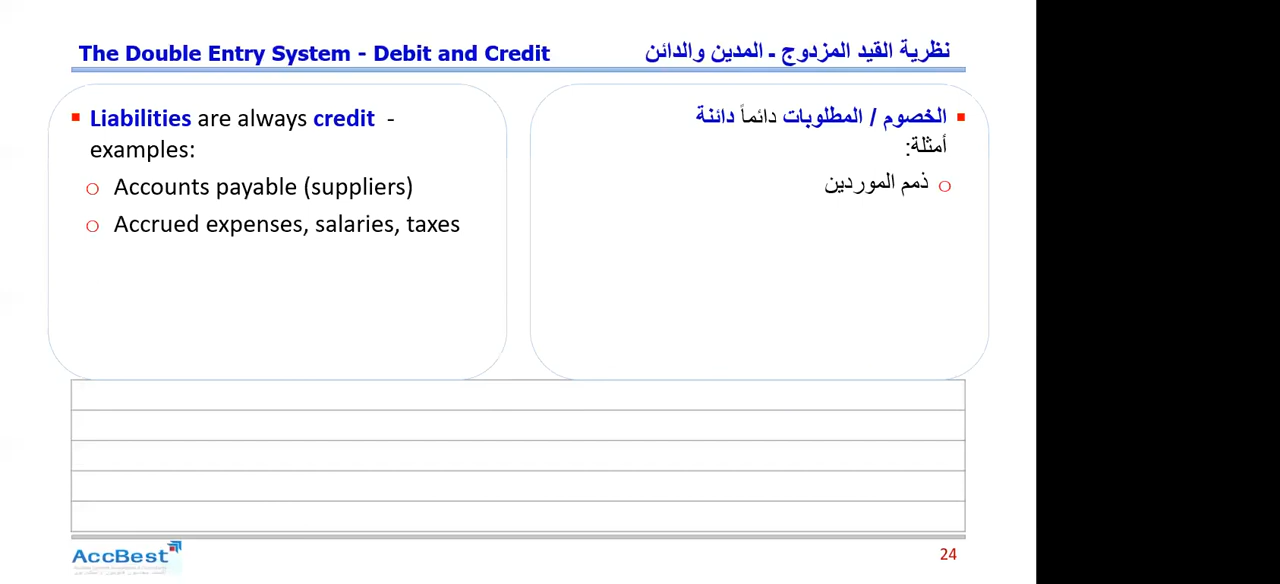 The Double Entry System - Debit and Credit
نظرية القيد المزدوج - المدين والدائن
▪ Liabilities are always credit -
examples:
o Accounts payable (suppliers)
o Accrued expenses, salaries, taxes
▪ الخصوم / المطلوبات دائماً دائنة
أمثلة:
o ذمم الموردين
AccBest
24